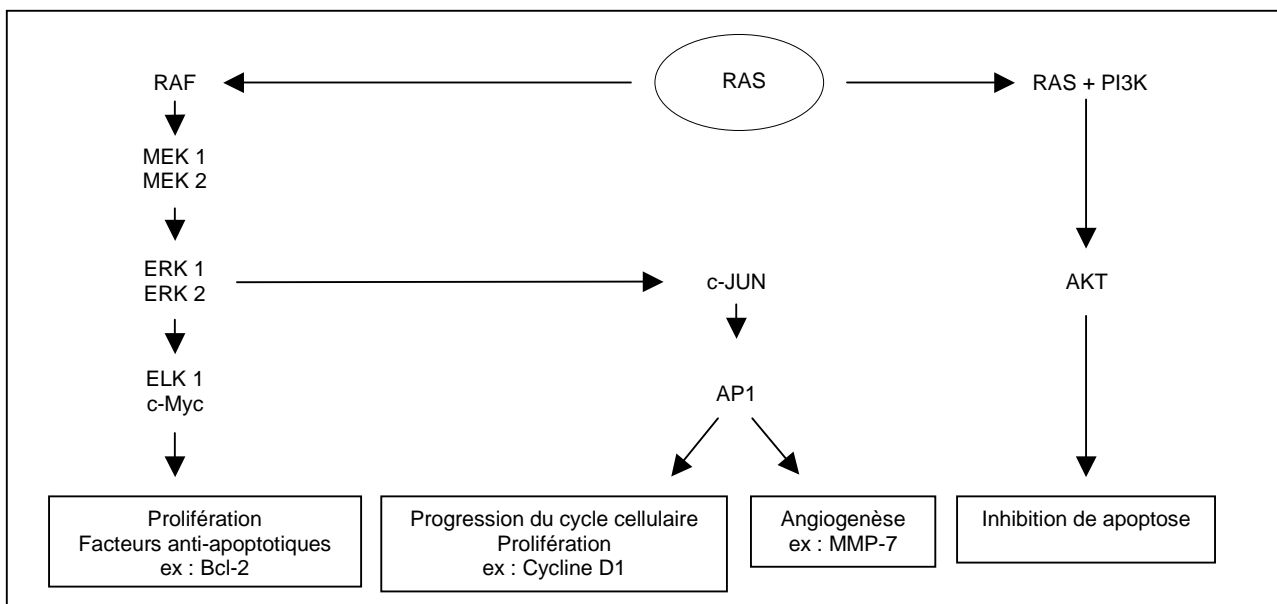 RAF
RAS
RAS + PI3K
MEK 1
MEK 2
ERK 1
ERK 2
c-JUN
AKT
ELK 1
c-Myc
AP1
Prolifération
Facteurs anti-apoptotiques
ex : Bcl-2
Progression du cycle cellulaire
Prolifération
ex : Cycline D1
Angiogenèse
ex : MMP-7
Inhibition de apoptose